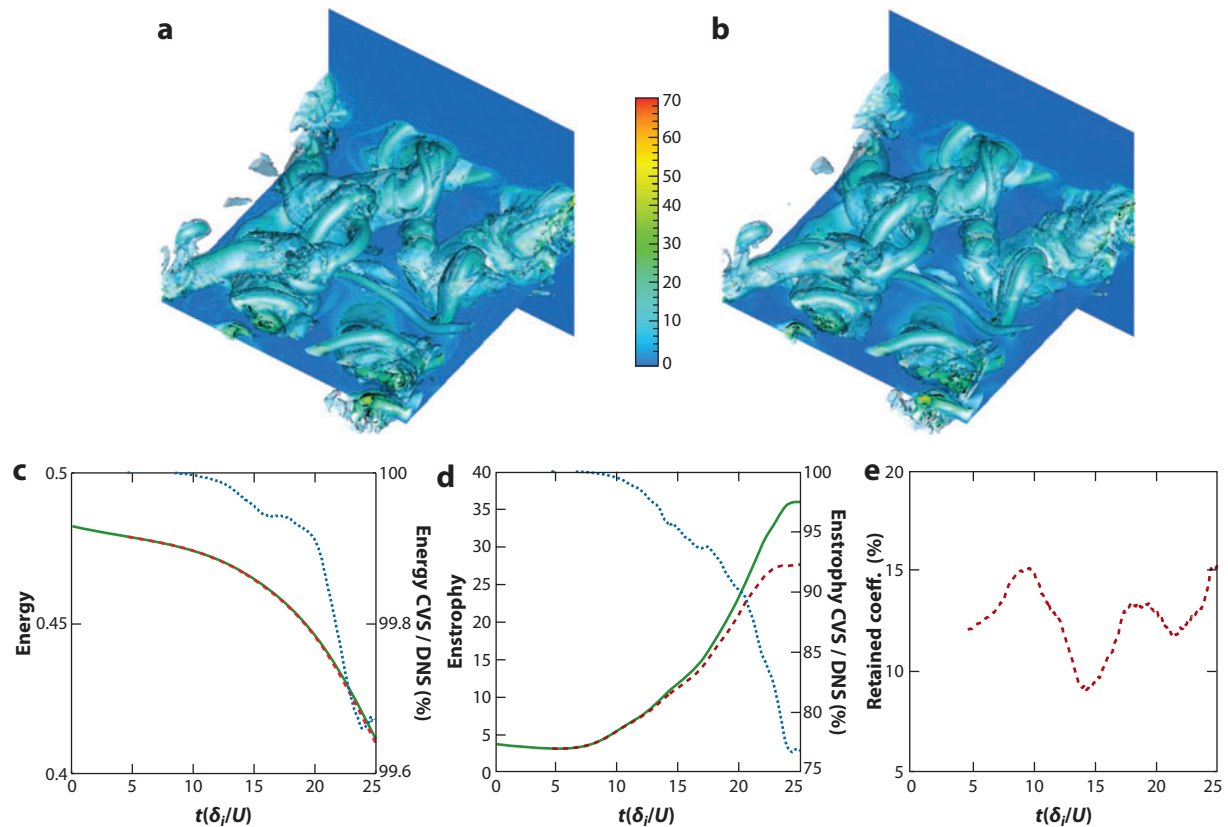 a
b
70
60
50
40
30
20
10
0
c
0.5
0.45
0.4
Energy
100
99.8
99.6
Energy CVS / DNS (%)
0 5 10 15 20 25
t(δi/U)
d
40
35
30
25
20
15
10
5
0
Enstrophy
100
95
90
85
80
75
Enstrophy CVS / DNS (%)
0 5 10 15 20 25
t(δi/U)
e
20
15
10
5
Retained coeff. (%)
0 5 10 15 20 25
t(δi/U)